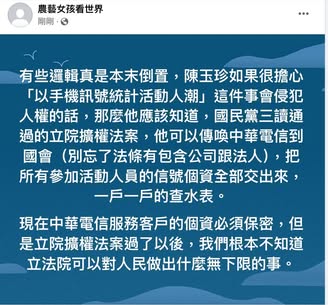 農藝女孩看世界
剛剛·
有些邏輯真是本末倒置，陳玉珍如果很擔心
「以手機訊號統計活動人潮」這件事會侵犯
人權的話，那麼他應該知道，國民黨三讀通
過的立院擴權法案，他可以傳喚中華電信到
國會（別忘了法條有包含公司跟法人），把
所有參加活動人員的信號個資全部交出來，
一戶一戶的查水表。
現在中華電信服務客戶的個資必須保密，但
是立院擴權法案過了以後，我們根本不知道
立法院可以對人民做出什麼無下限的事。